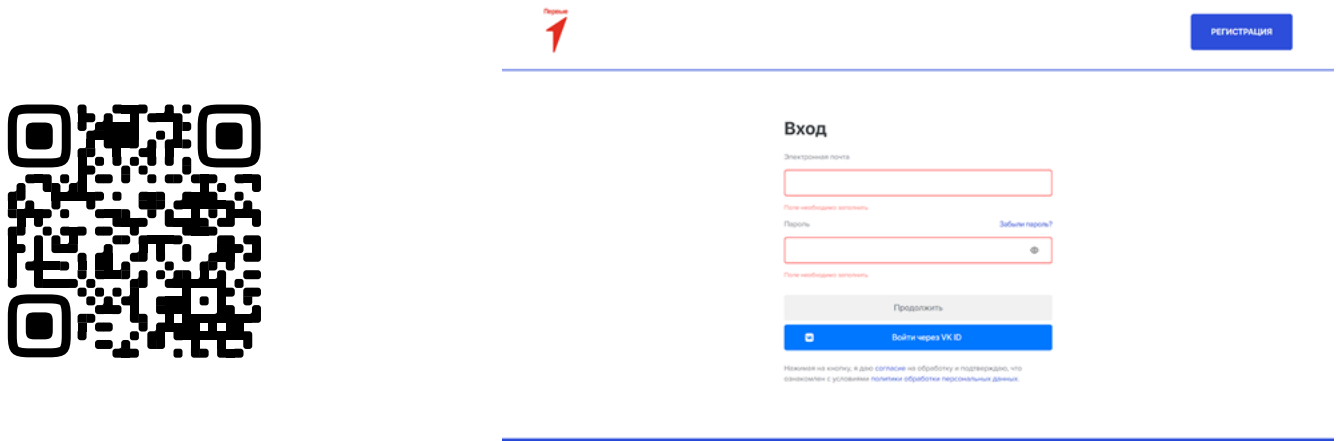 Первые
РЕГИСТРАЦИЯ
Вход
Электронная почта
Поле необходимо заполнить
Пароль
Забыли пароль?
Поле необходимо заполнить
Продолжить
Войти через VK ID
Нажимая на кнопку, я даю согласие на обработку и подтверждаю, что
ознакомлен с условиями политики обработки персональных данных.